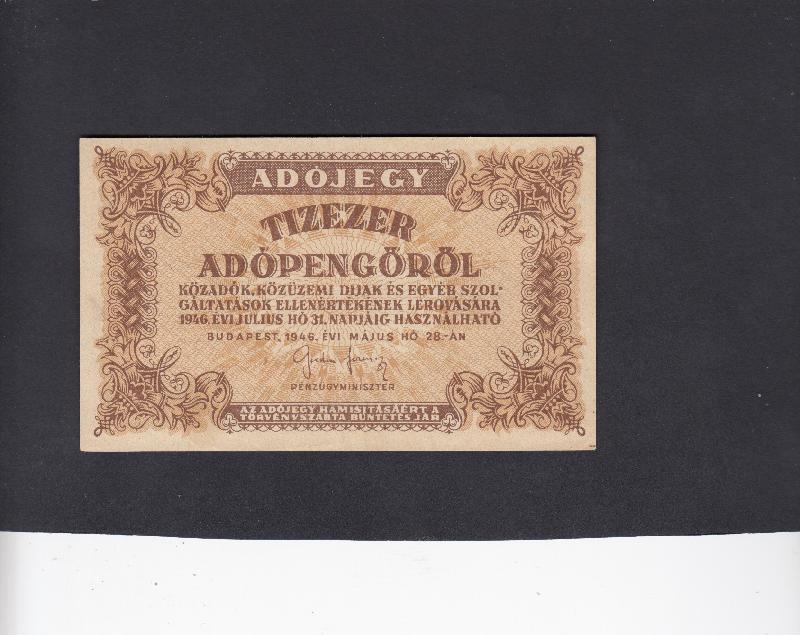 ADÓJEGY
TIZEZER
ADÓPENGŐRŐL
KÖZADÓK, KÖZÜZEMI DIJAK ÉS EGYÉB SZOL-
GÁLTATÁSOK ELLENÉRTÉKÉNEK LEROVÁSÁRA
1946. ÉVI JULIUS HÓ 31. NAPJÁIG HASZNÁLHATÓ
BUDAPEST, 1946. ÉVI MÁJUS HÓ 28.-ÁN
PÉNZÜGYMINISZTER
AZ ADÓJEGY HAMISITÁSÁÉRT A
TÖRVÉNYSZABTA BÜNTETÉS JÁR